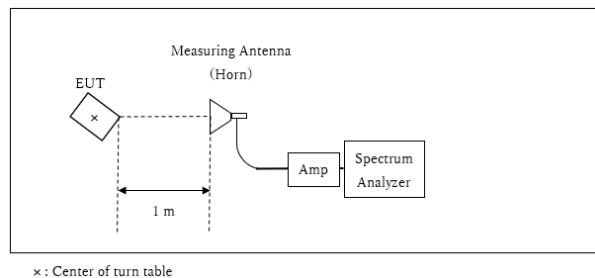 Measuring Antenna
(Horn)
EUT
×
Amp
Spectrum
Analyzer
1 m
× : Center of turn table